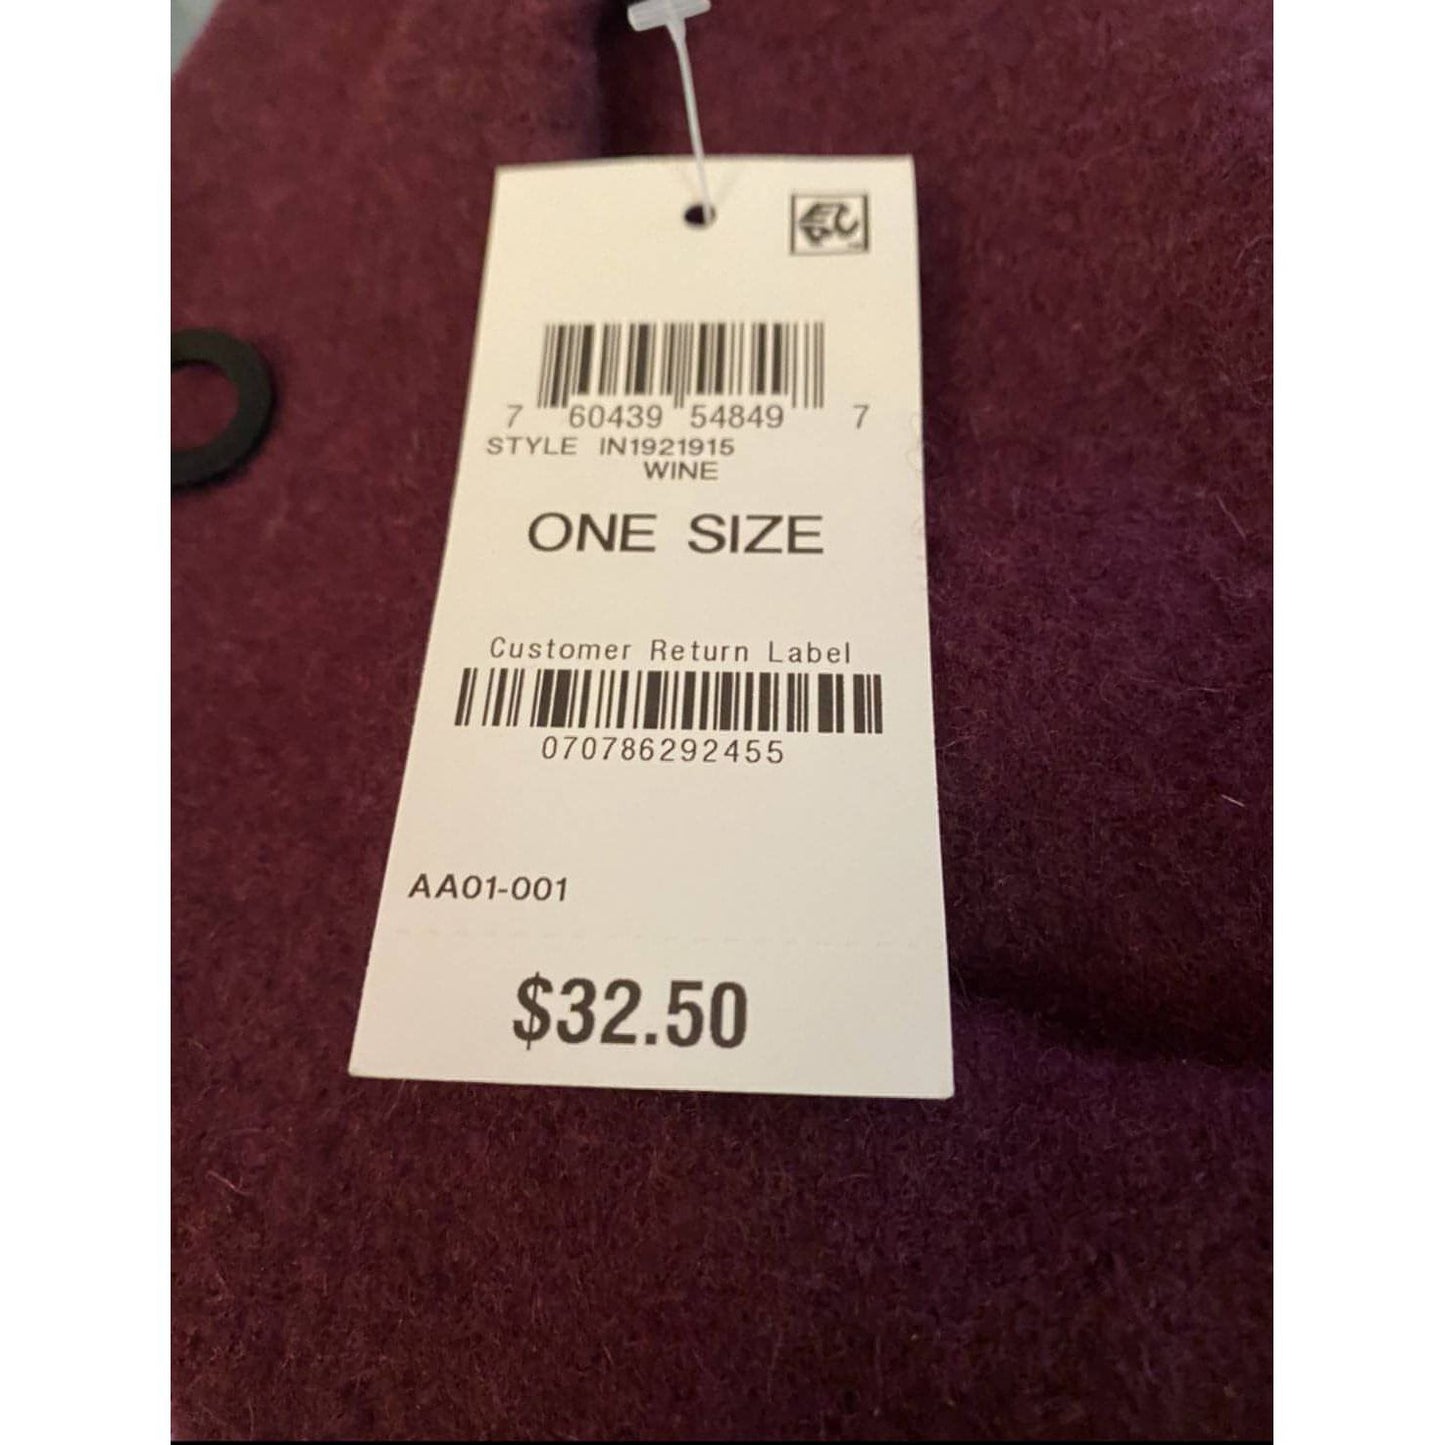 7 60439 54849 7
STYLE IN1921915
WINE
ONE SIZE
Customer Return Label
070786292455
AA01-001
$32.50